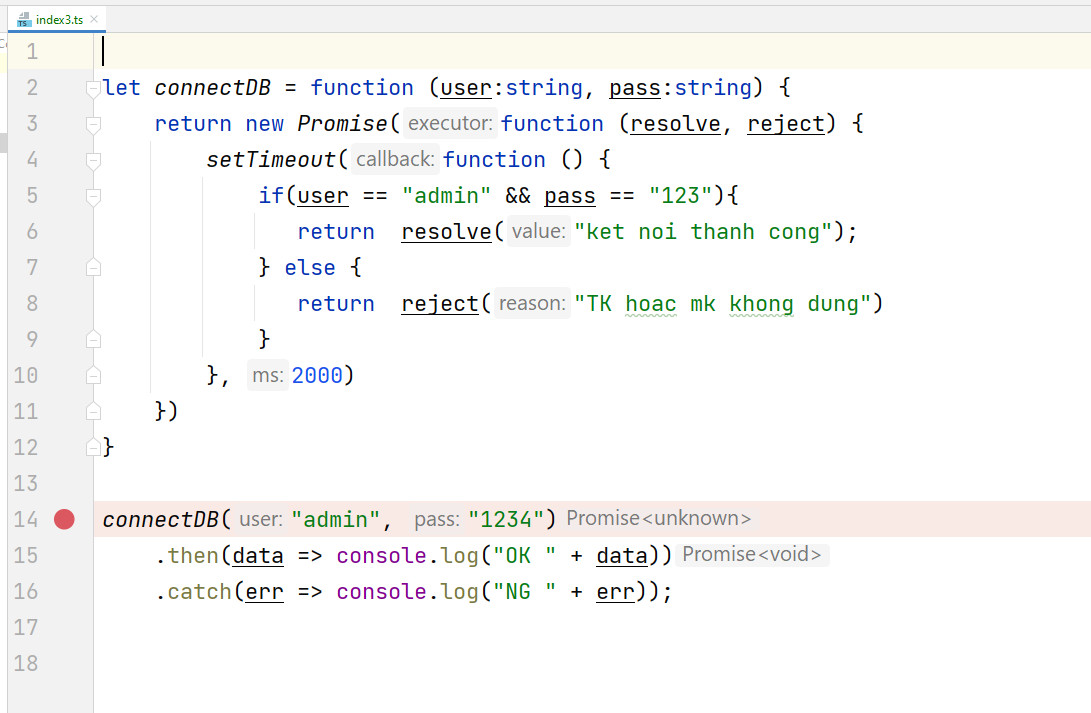 index3.ts
1
2 let connectDB = function (user:string, pass:string) {
3 return new Promise( executor: function (resolve, reject) {
4 setTimeout( callback: function () {
5 if(user == "admin" && pass == "123"){
6 return resolve( value: "ket noi thanh cong");
7 } else {
8 return reject( reason: "TK hoac mk khong dung")
9 }
10 }, ms: 2000)
11 })
12 }
13
14 connectDB( user: "admin", pass: "1234") Promise<unknown>
15 .then(data => console.log("OK " + data)) Promise<void>
16 .catch(err => console.log("NG " + err));
17
18